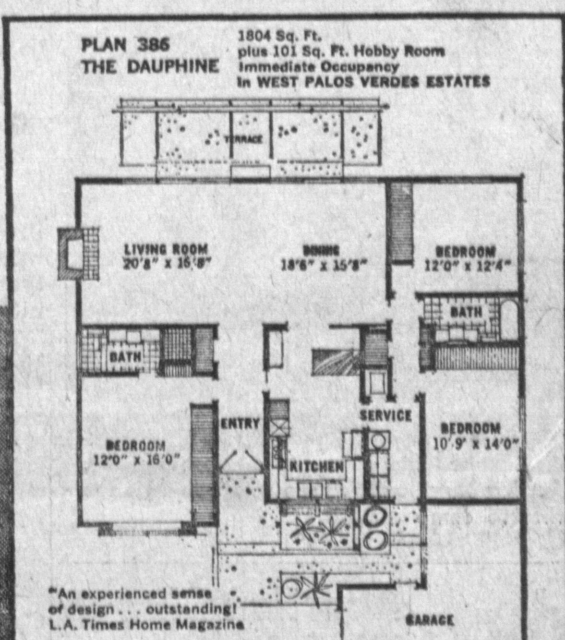 PLAN 386
THE DAUPHINE
1804 Sq. Ft.
plus 101 Sq. Ft. Hobby Room
Immediate Occupancy
in WEST PALOS VERDES ESTATES
TERRACE
LIVING ROOM
20'8" x 16'8"
DINING
18'6" x 15'8"
BEDROOM
12'0" x 12'4"
BATH
BATH
ENTRY
SERVICE
BEDROOM
12'0" x 16'0"
KITCHEN
BEDROOM
10'9" x 14'0"
"An experienced sense
of design . . . outstanding!
L.A. Times Home Magazine
GARAGE